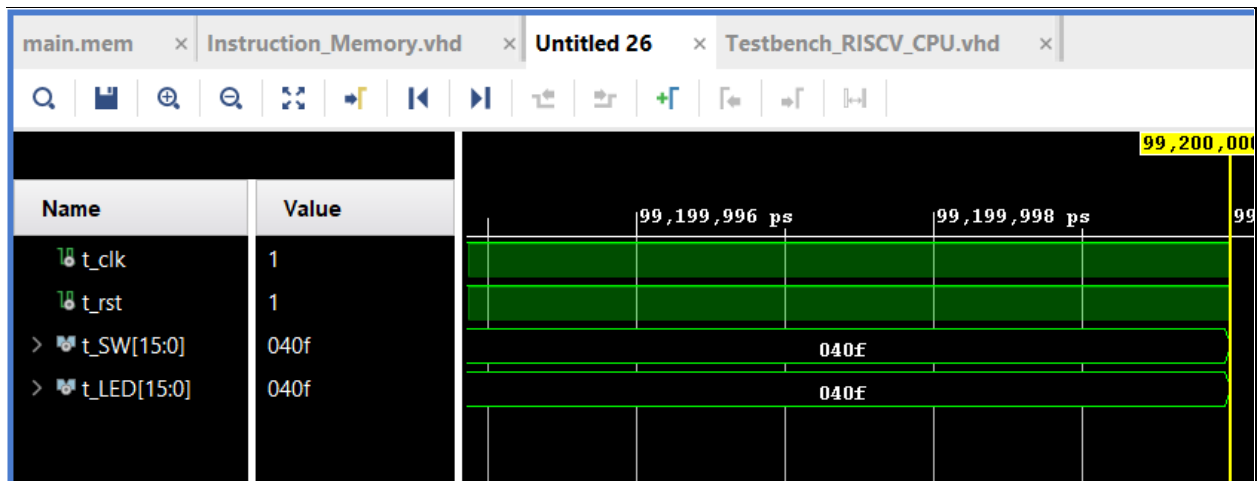 main.mem × Instruction_Memory.vhd × Untitled 26 × Testbench_RISCV_CPU.vhd ×
99,200,000
Name Value
99,199,996 ps 99,199,998 ps 99
t_clk 1
t_rst 1
> t_SW[15:0] 040f 040f
> t_LED[15:0] 040f 040f